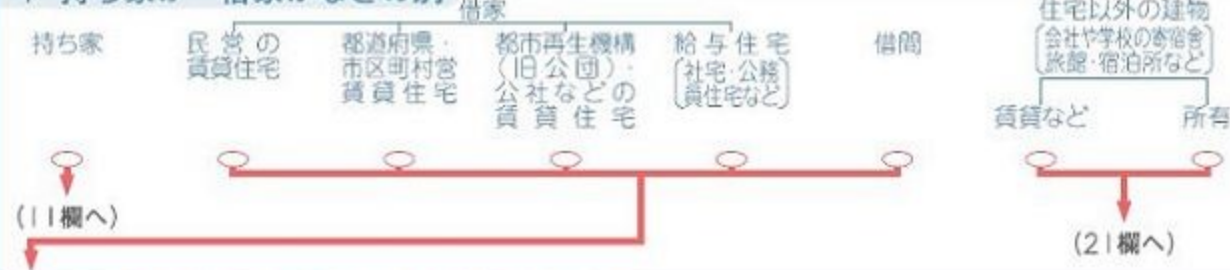 借家
住宅以外の建物
持ち家
民営の
賃貸住宅
都道府県・
市区町村営
賃貸住宅
都市再生機構
(旧公団)・
公社などの
賃貸住宅
給与住宅
[社宅・公務
員住宅など]
借間
[会社や学校の寄宿舎
旅館・宿泊所など]
賃貸など
所有
(11欄へ)
(21欄へ)